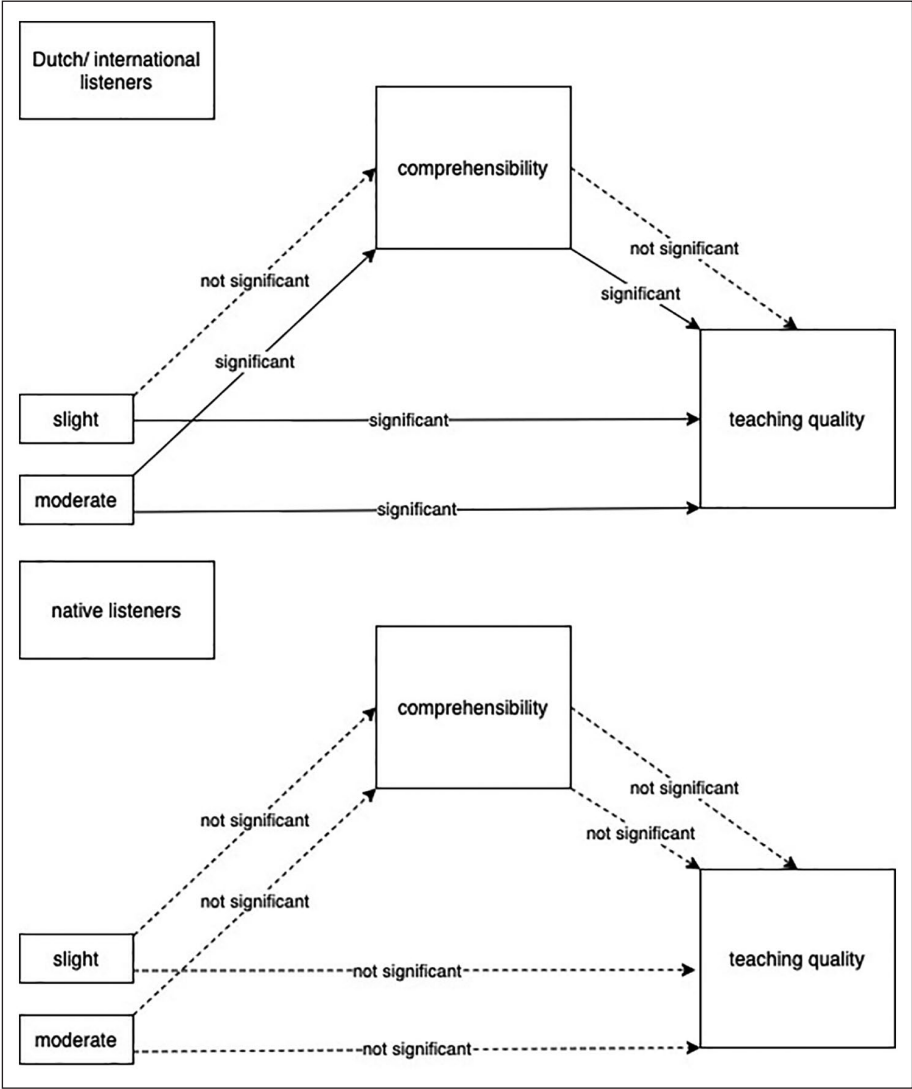 Dutch/ international
listeners
comprehensibility
not significant
not significant
significant
significant
slight
significant
teaching quality
moderate
significant
native listeners
comprehensibility
not significant
not significant
not significant
not significant
slight
not significant
teaching quality
moderate
not significant